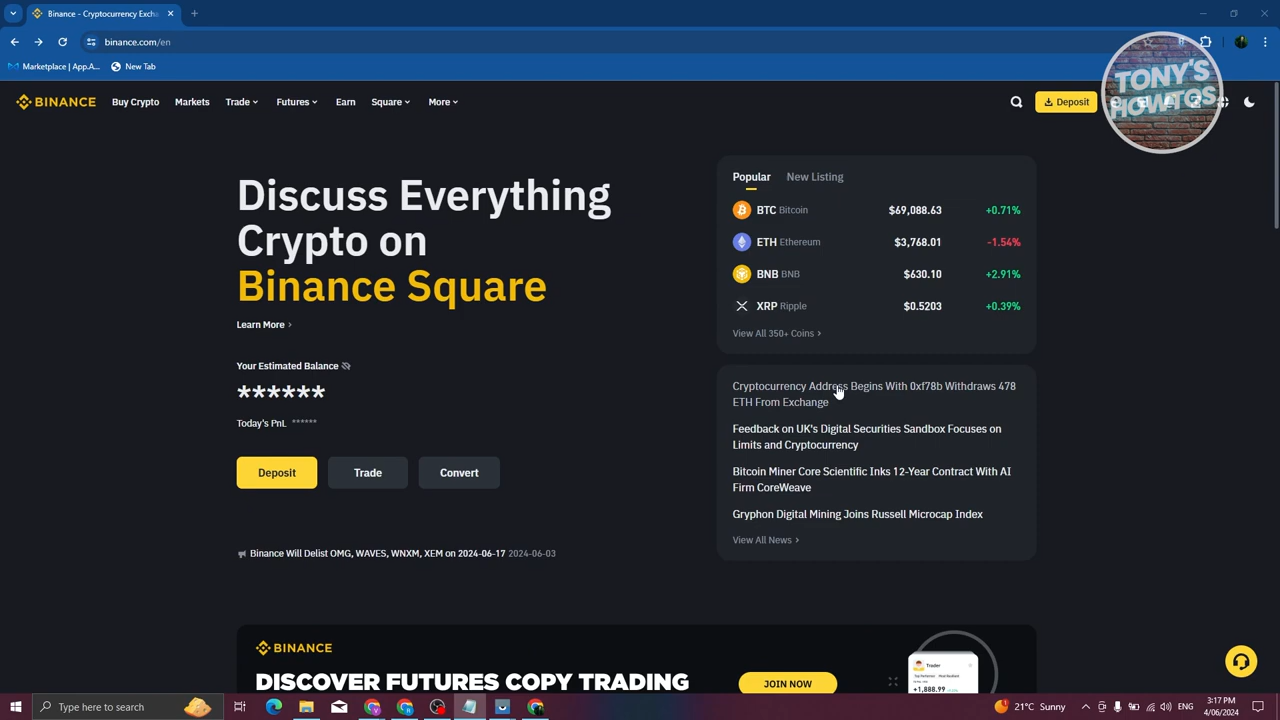 Binance - Cryptocurrency Excha
binance.com/en
Marketplace | App.A...
New Tab
TONY'S
HOWTOS
BINANCE
Buy Crypto
Markets
Trade
Futures
Earn
Square
More
Deposit
Discuss Everything
Crypto on
Binance Square
Learn More
Your Estimated Balance
******
Today's PnL ******
Deposit
Trade
Convert
Binance Will Delist OMG, WAVES, WNXM, XEM on 2024-06-17 2024-06-03
Popular
New Listing
BTC Bitcoin $69,088.63 +0.71%
ETH Ethereum $3,768.01 -1.54%
BNB BNB $630.10 +2.91%
XRP Ripple $0.5203 +0.39%
View All 350+ Coins
Cryptocurrency Address Begins With 0xf78b Withdraws 478
ETH From Exchange
Feedback on UK's Digital Securities Sandbox Focuses on
Limits and Cryptocurrency
Bitcoin Miner Core Scientific Inks 12-Year Contract With AI
Firm CoreWeave
Gryphon Digital Mining Joins Russell Microcap Index
View All News
BINANCE
DISCOVER FUTURES COPY TRADING
JOIN NOW
Trader
+1,888.99
Type here to search
21°C Sunny
3:17 PM
4/06/2024